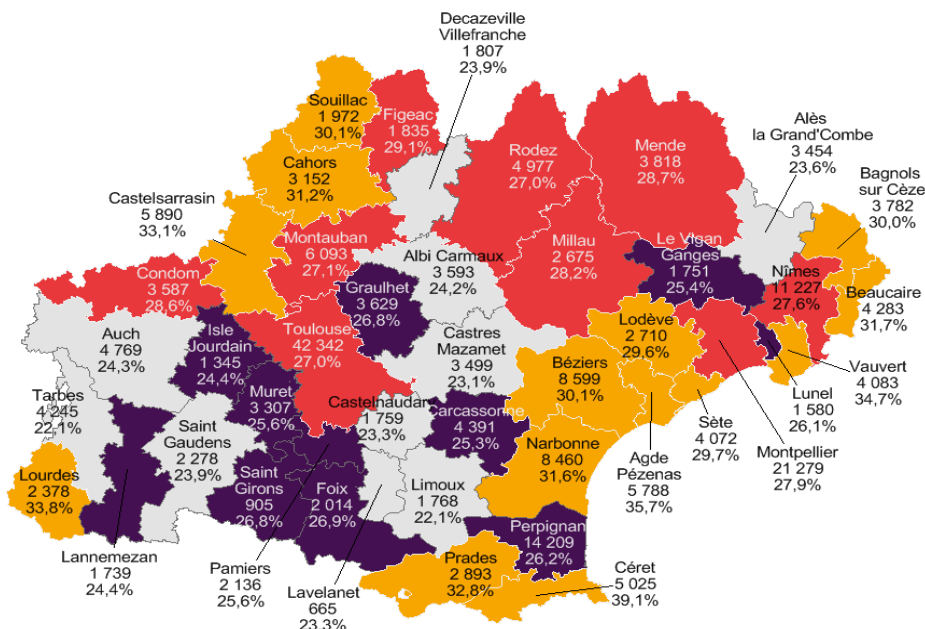 Decazeville
Villefranche
1 807
23,9%
Souillac
1 972
30,1%
Figeac
1 835
29,1%
Rodez
4 977
27,0%
Mende
3 818
28,7%
Alès
la Grand'Combe
3 454
23,6%
Bagnols
sur Cèze
3 782
30,0%
Cahors
3 152
31,2%
Castelsarrasin
5 890
33,1%
Montauban
6 093
27,1%
Albi Carmaux
3 593
24,2%
Millau
2 675
28,2%
Le Vigan
Ganges
1 751
25,4%
Nîmes
11 227
27,6%
Beaucaire
4 283
31,7%
Condom
3 587
28,6%
Graulhet
3 629
26,8%
Auch
4 769
24,3%
Isle
Jourdain
1 345
24,4%
Toulouse
42 342
27,0%
Castres
Mazamet
3 499
23,1%
Lodève
2 710
29,6%
Béziers
8 599
30,1%
Vauvert
4 083
34,7%
Lunel
1 580
26,1%
Tarbes
4 245
22,1%
Muret
3 307
25,6%
Castelnaudary
1 759
23,3%
Carcassonne
4 391
25,3%
Sète
4 072
29,7%
Montpellier
21 279
27,9%
Saint
Gaudens
2 278
23,9%
Narbonne
8 460
31,6%
Agde
Pézenas
5 788
35,7%
Lourdes
2 378
33,8%
Saint
Girons
905
26,8%
Foix
2 014
26,9%
Limoux
1 768
22,1%
Perpignan
14 209
26,2%
Lannemezan
1 739
24,4%
Pamiers
2 136
25,6%
Lavelanet
665
23,3%
Prades
2 893
32,8%
Céret
5 025
39,1%